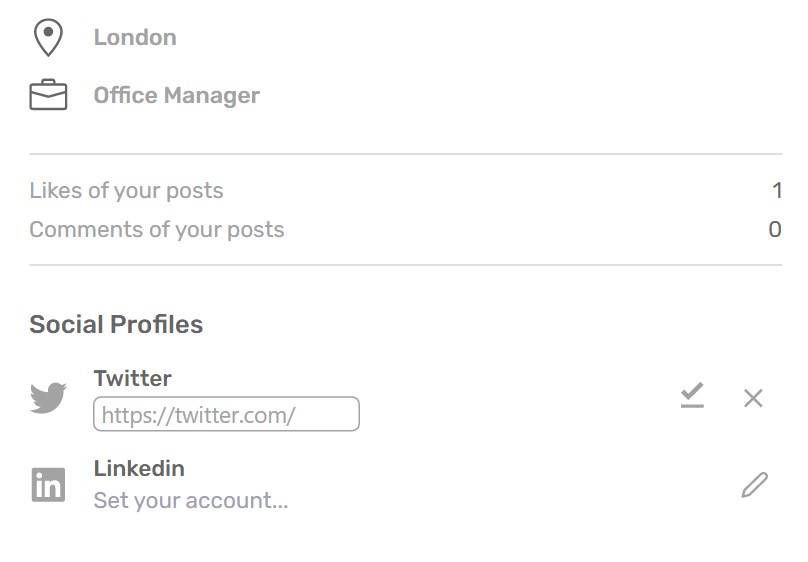 London
Office Manager
Likes of your posts 1
Comments of your posts 0
Social Profiles
Twitter
https://twitter.com/
in Linkedin
Set your account...